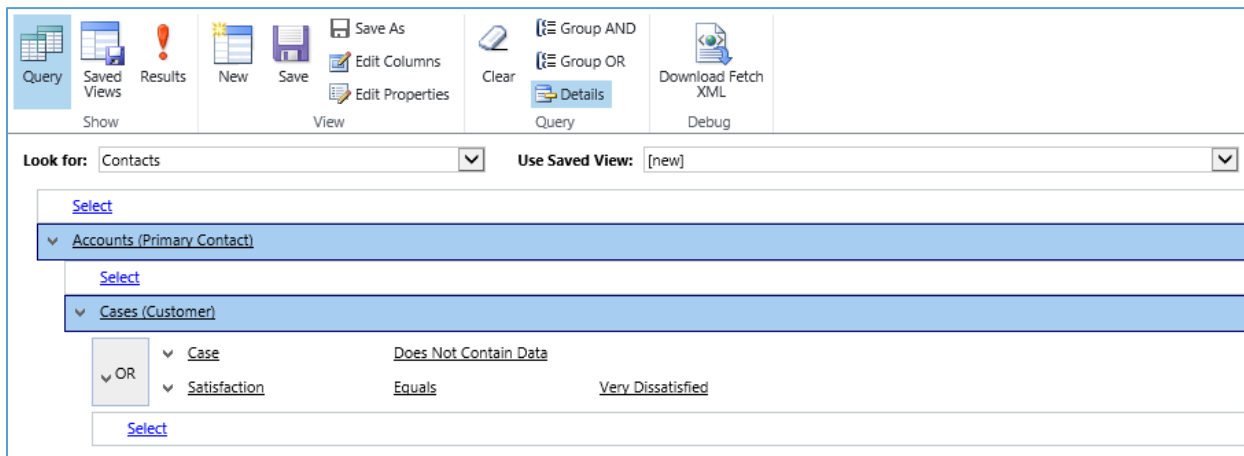 Query
Saved Views
Results
Show
New
Save
Save As
Edit Columns
Edit Properties
View
Clear
Group AND
Group OR
Details
Query
Download Fetch XML
Debug
Look for: Contacts
Use Saved View: [new]
Select
Accounts (Primary Contact)
Select
Cases (Customer)
OR
Case Does Not Contain Data
Satisfaction Equals Very Dissatisfied
Select